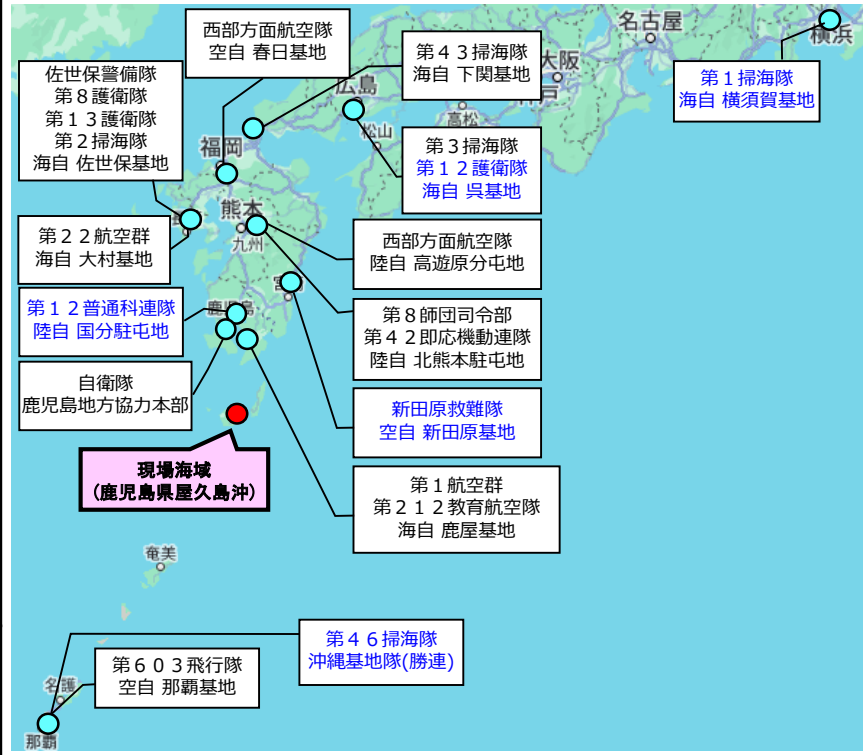 西部方面航空隊
空自 春日基地
第４３掃海隊
海自 下関基地
名古屋
横浜
大阪
第１掃海隊
海自 横須賀基地
佐世保警備隊
第８護衛隊
第１３護衛隊
第２掃海隊
海自 佐世保基地
広島
高松
松山
福岡
第３掃海隊
第１２護衛隊
海自 呉基地
熊本
九州
第２２航空群
海自 大村基地
西部方面航空隊
陸自 高遊原分屯地
第１２普通科連隊
陸自 国分駐屯地
鹿児島
第８師団司令部
第４２即応機動連隊
陸自 北熊本駐屯地
自衛隊
鹿児島地方協力本部
新田原救難隊
空自 新田原基地
現場海域
(鹿児島県屋久島沖)
第１航空群
第２１２教育航空隊
海自 鹿屋基地
奄美
第４６掃海隊
沖縄基地隊(勝連)
第６０３飛行隊
空自 那覇基地
名護
那覇